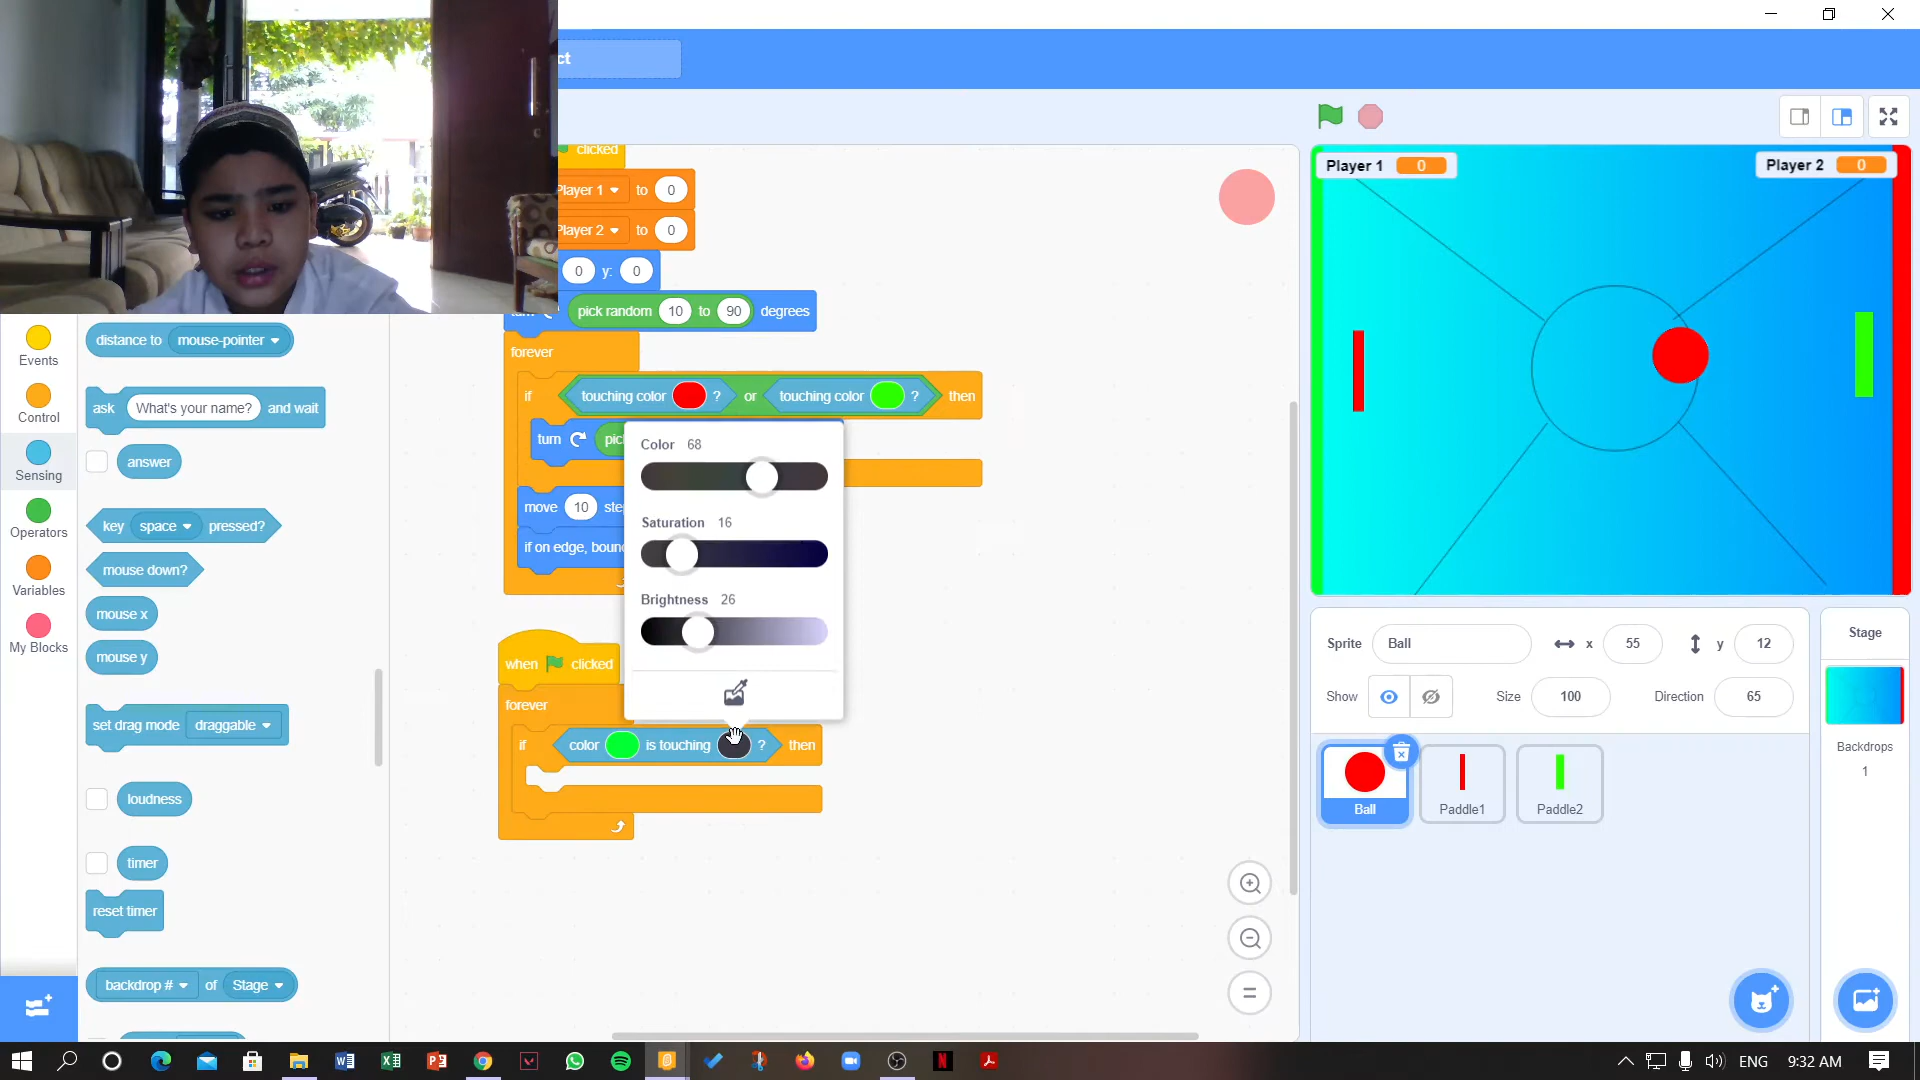 ct
clicked
Player 1 to 0
Player 2 to 0
0 y: 0
pick random 10 to 90 degrees
forever
if touching color ? or touching color ? then
turn
move 10
if on edge,
Color 68
Saturation 16
Brightness 26
when clicked
forever
if color is touching ? then
Events
Control
Sensing
Operators
Variables
My Blocks
distance to mouse-pointer
ask What's your name? and wait
answer
key space pressed?
mouse down?
mouse x
mouse y
set drag mode draggable
loudness
timer
reset timer
backdrop # of Stage
Player 1 0
Player 2 0
Sprite Ball x 55 y 12
Show Size 100 Direction 65
Ball
Paddle1
Paddle2
Stage
Backdrops
1
ENG 9:32 AM